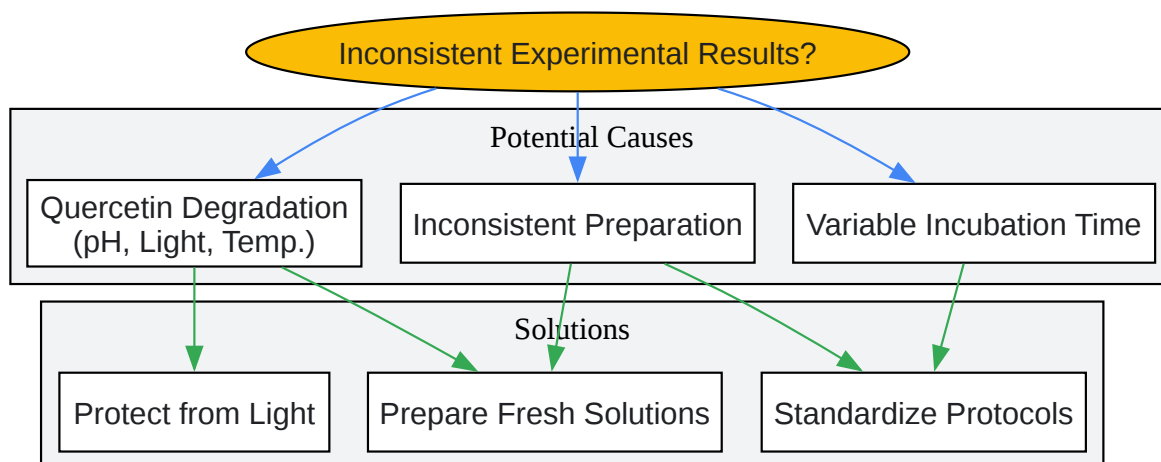 Inconsistent Experimental Results?
Potential Causes
Quercetin Degradation
(pH, Light, Temp.)
Inconsistent Preparation
Variable Incubation Time
Solutions
Protect from Light
Prepare Fresh Solutions
Standardize Protocols